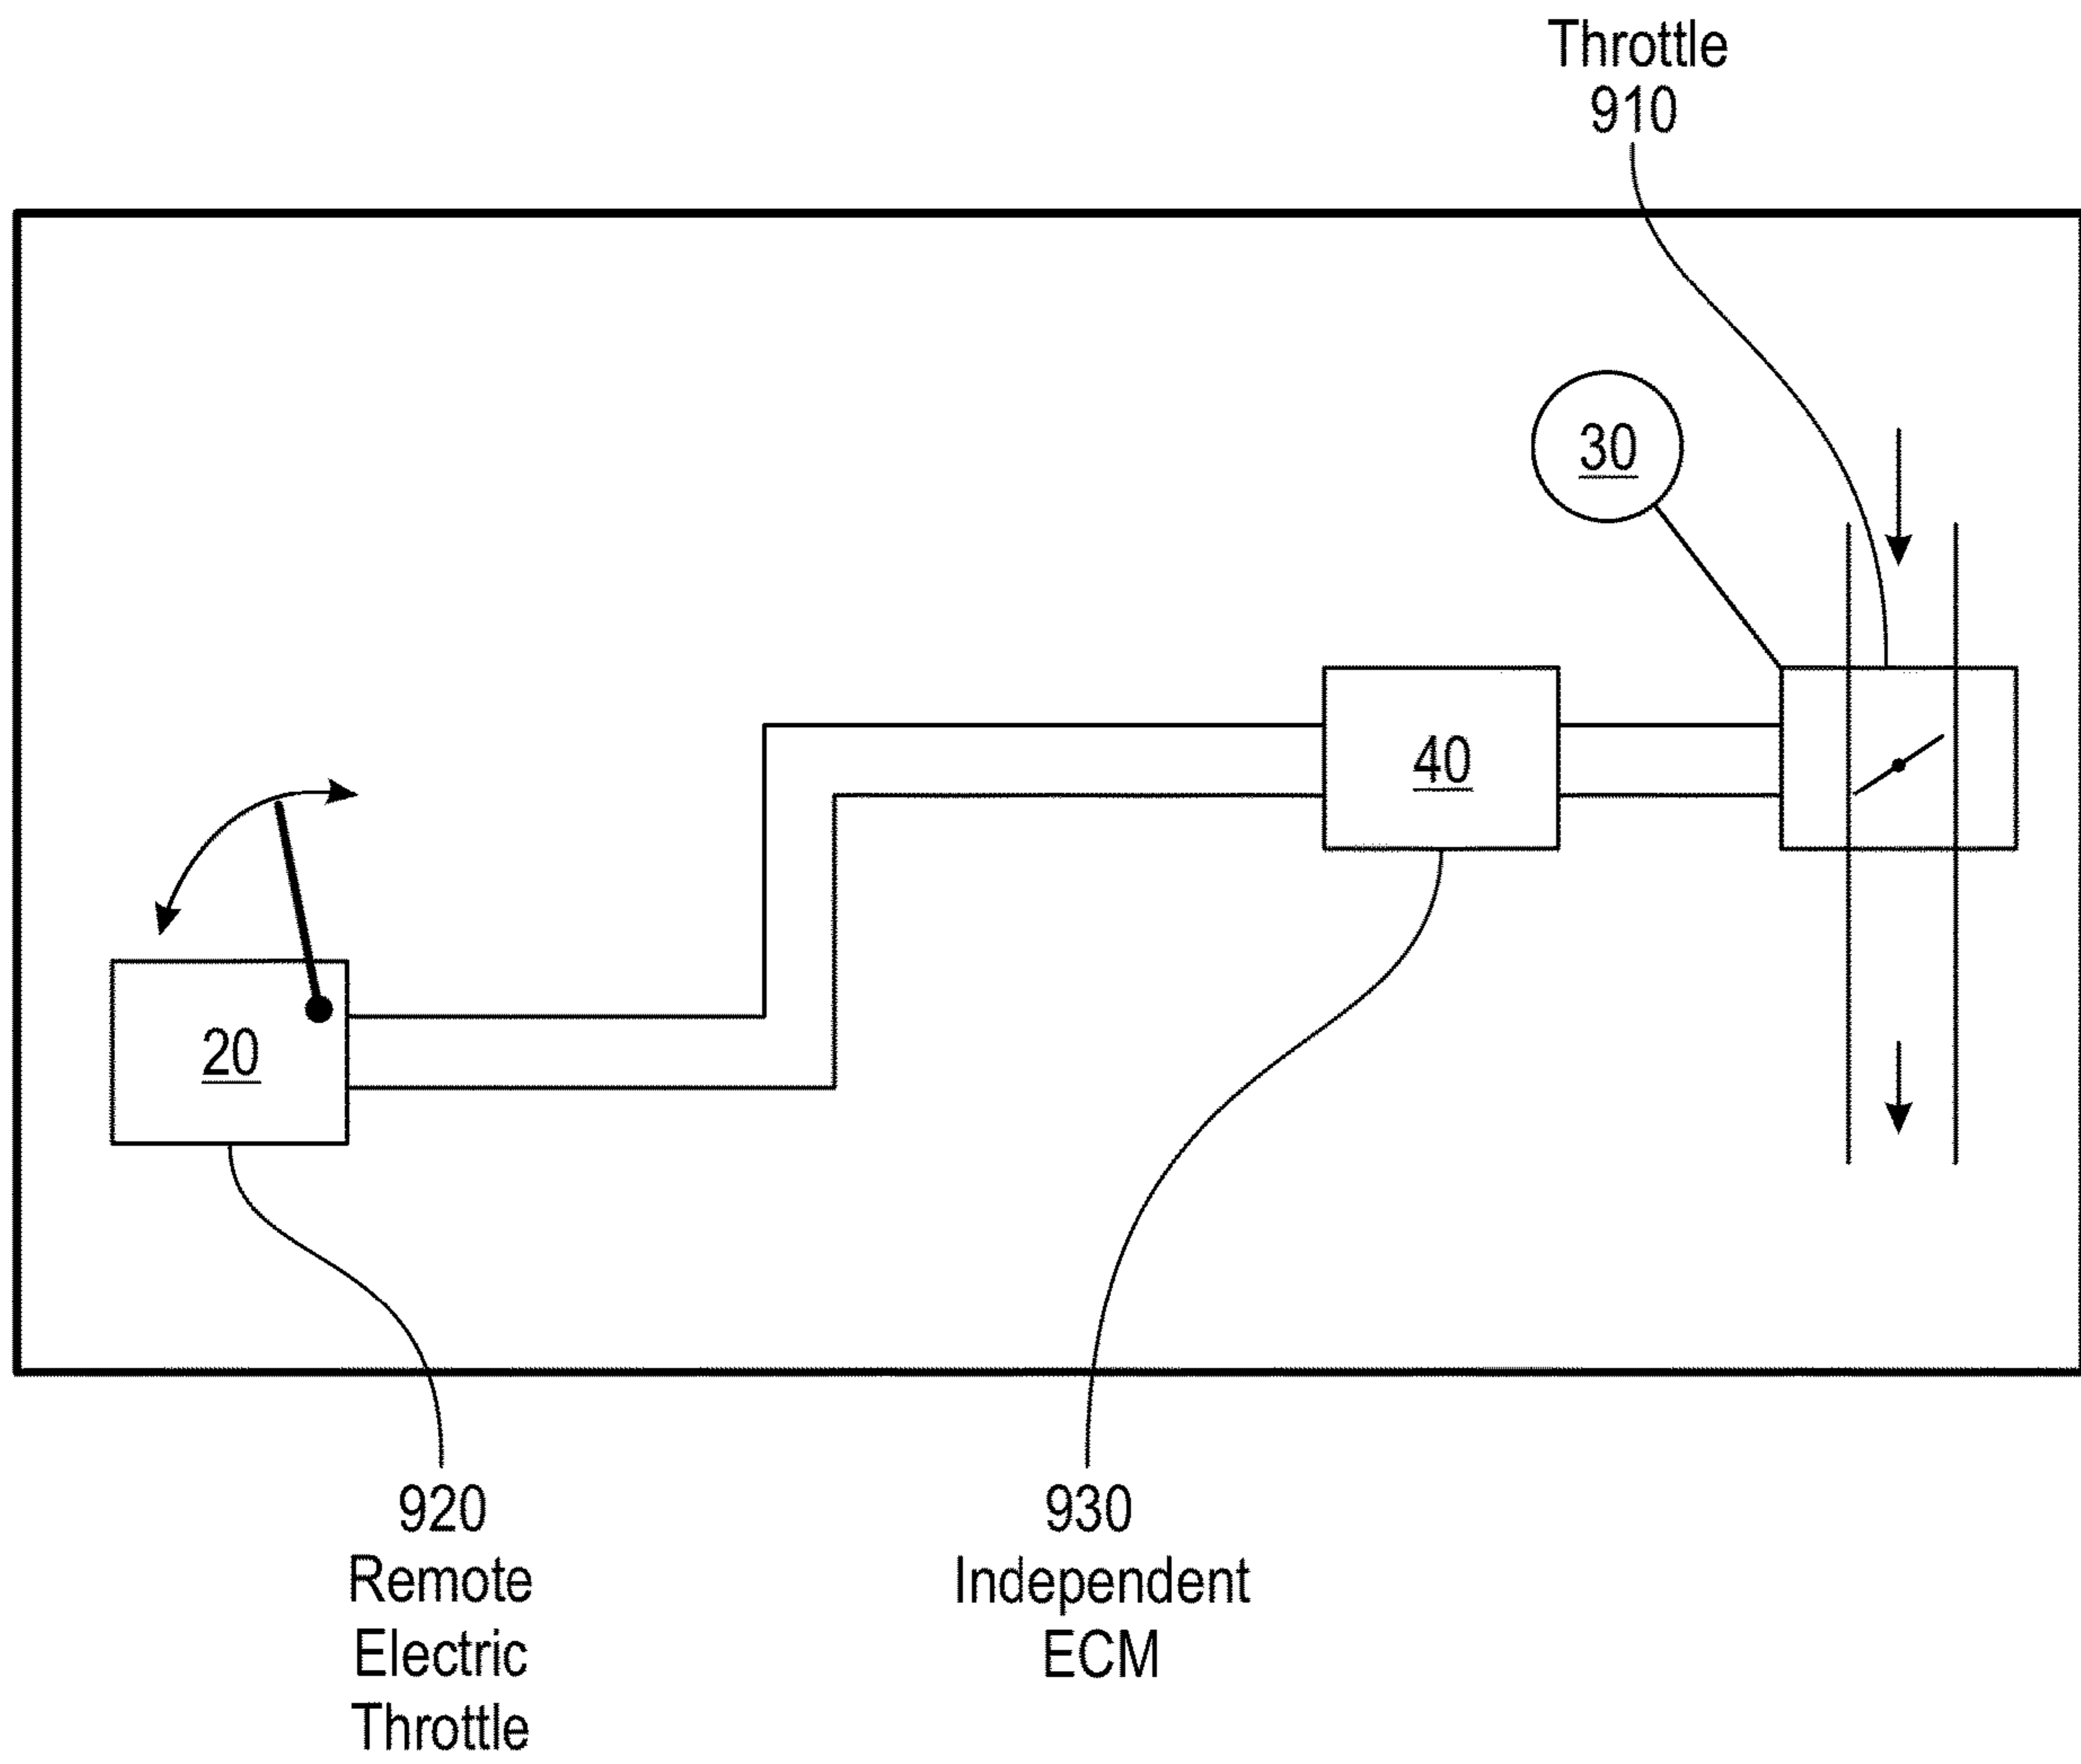 Throttle
910
30
40
20
920
Remote
Electric
Throttle
930
Independent
ECM